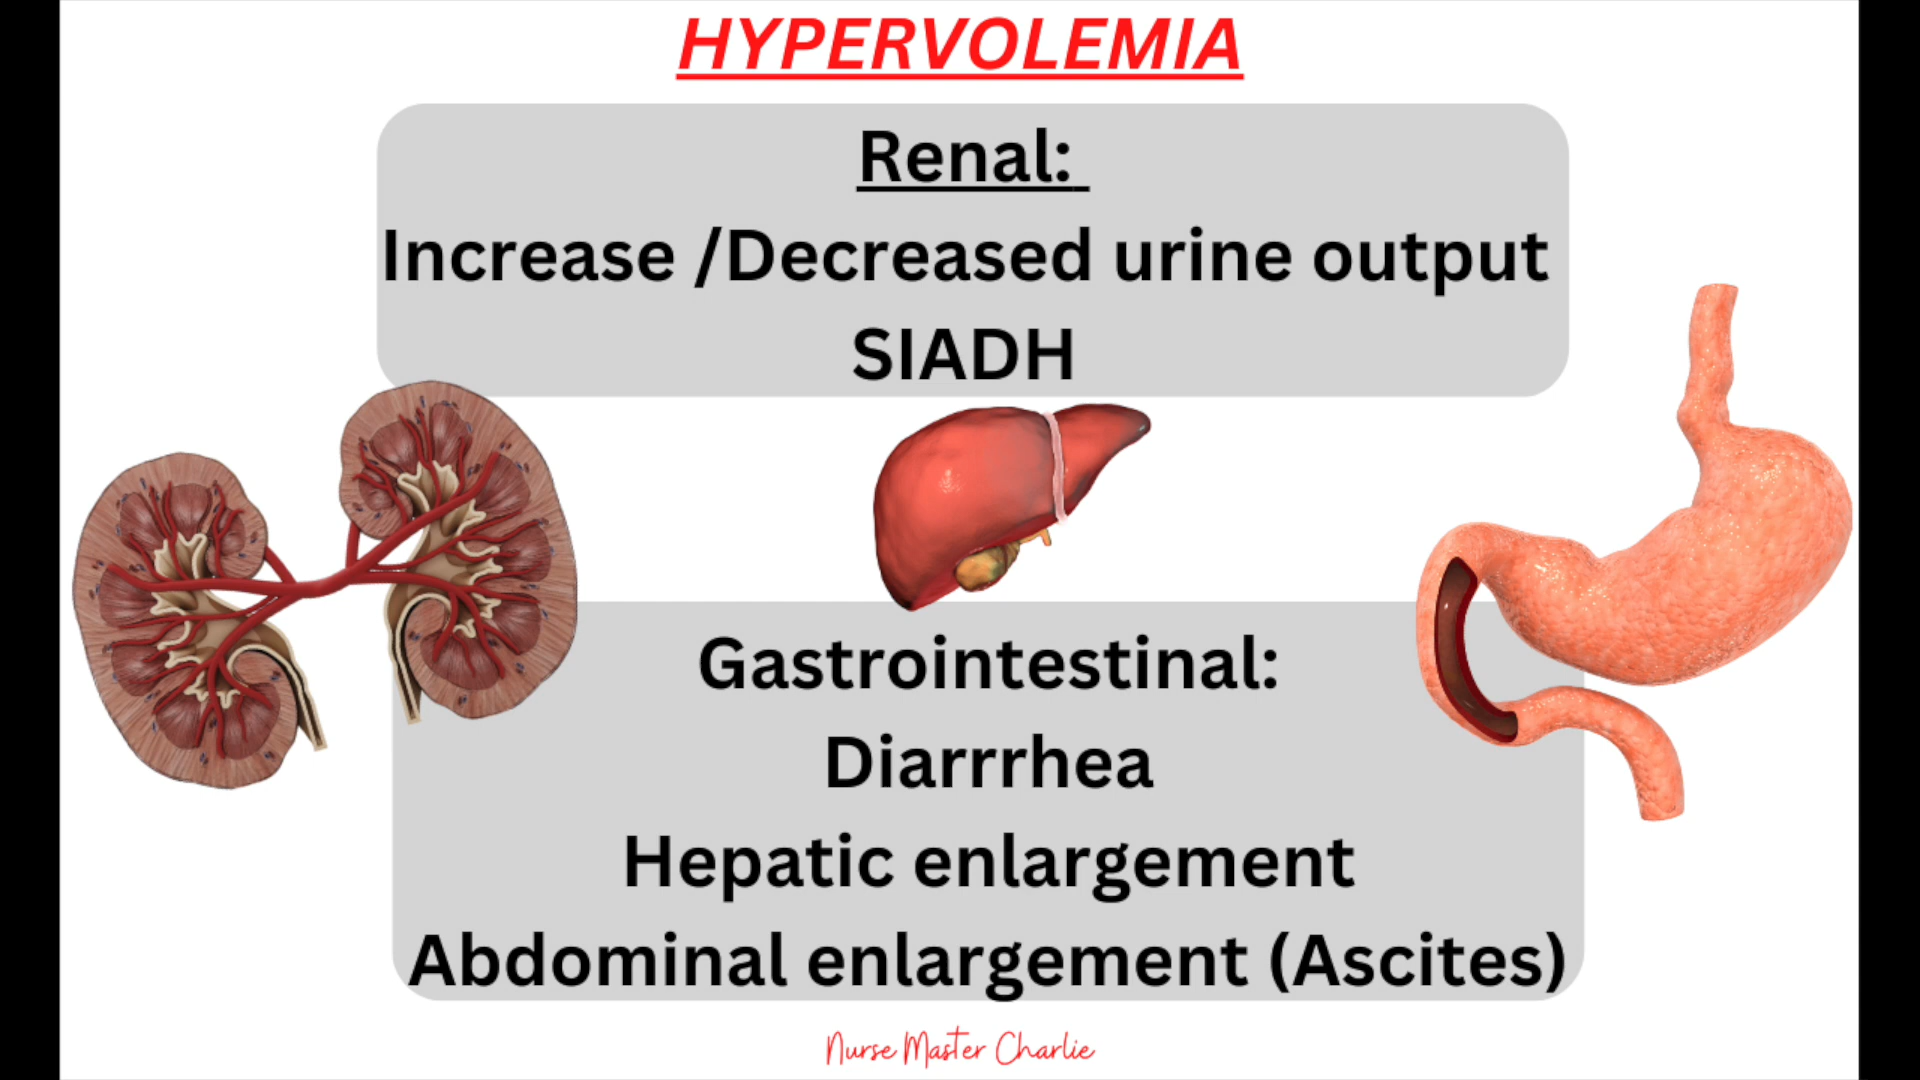 HYPERVOLEMIA
Renal:
Increase /Decreased urine output
SIADH
Gastrointestinal:
Diarrrhea
Hepatic enlargement
Abdominal enlargement (Ascites)
Nurse Master Charlie